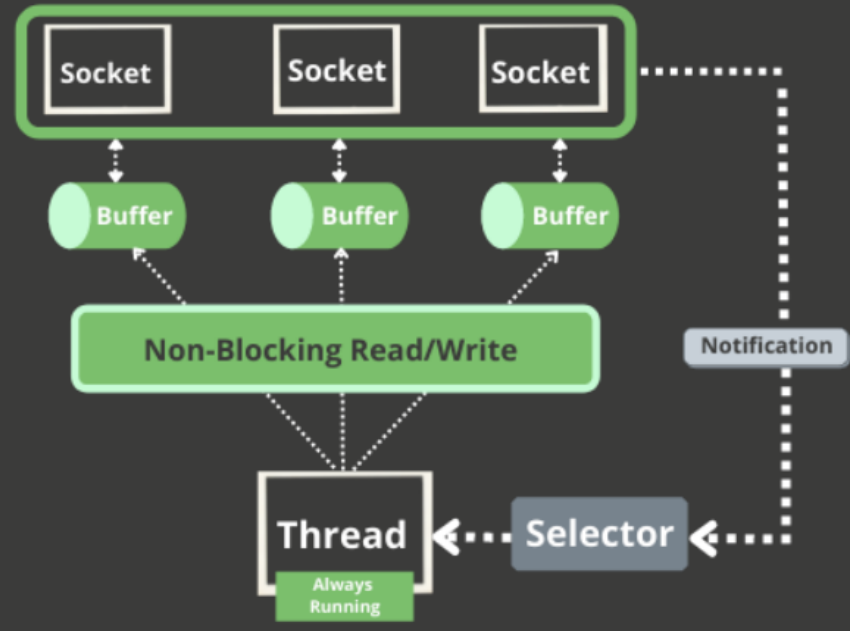 Socket
Socket
Socket
Buffer
Buffer
Buffer
Non-Blocking Read/Write
Notification
Thread
Selector
Always
Running